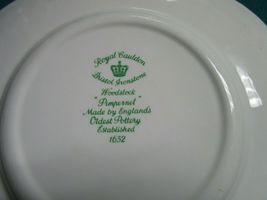 Royal Cauldon
Bristol Ironstone
"Woodstock"
"Pimpernel"
Made by Englands
Oldest Pottery
Established
1652